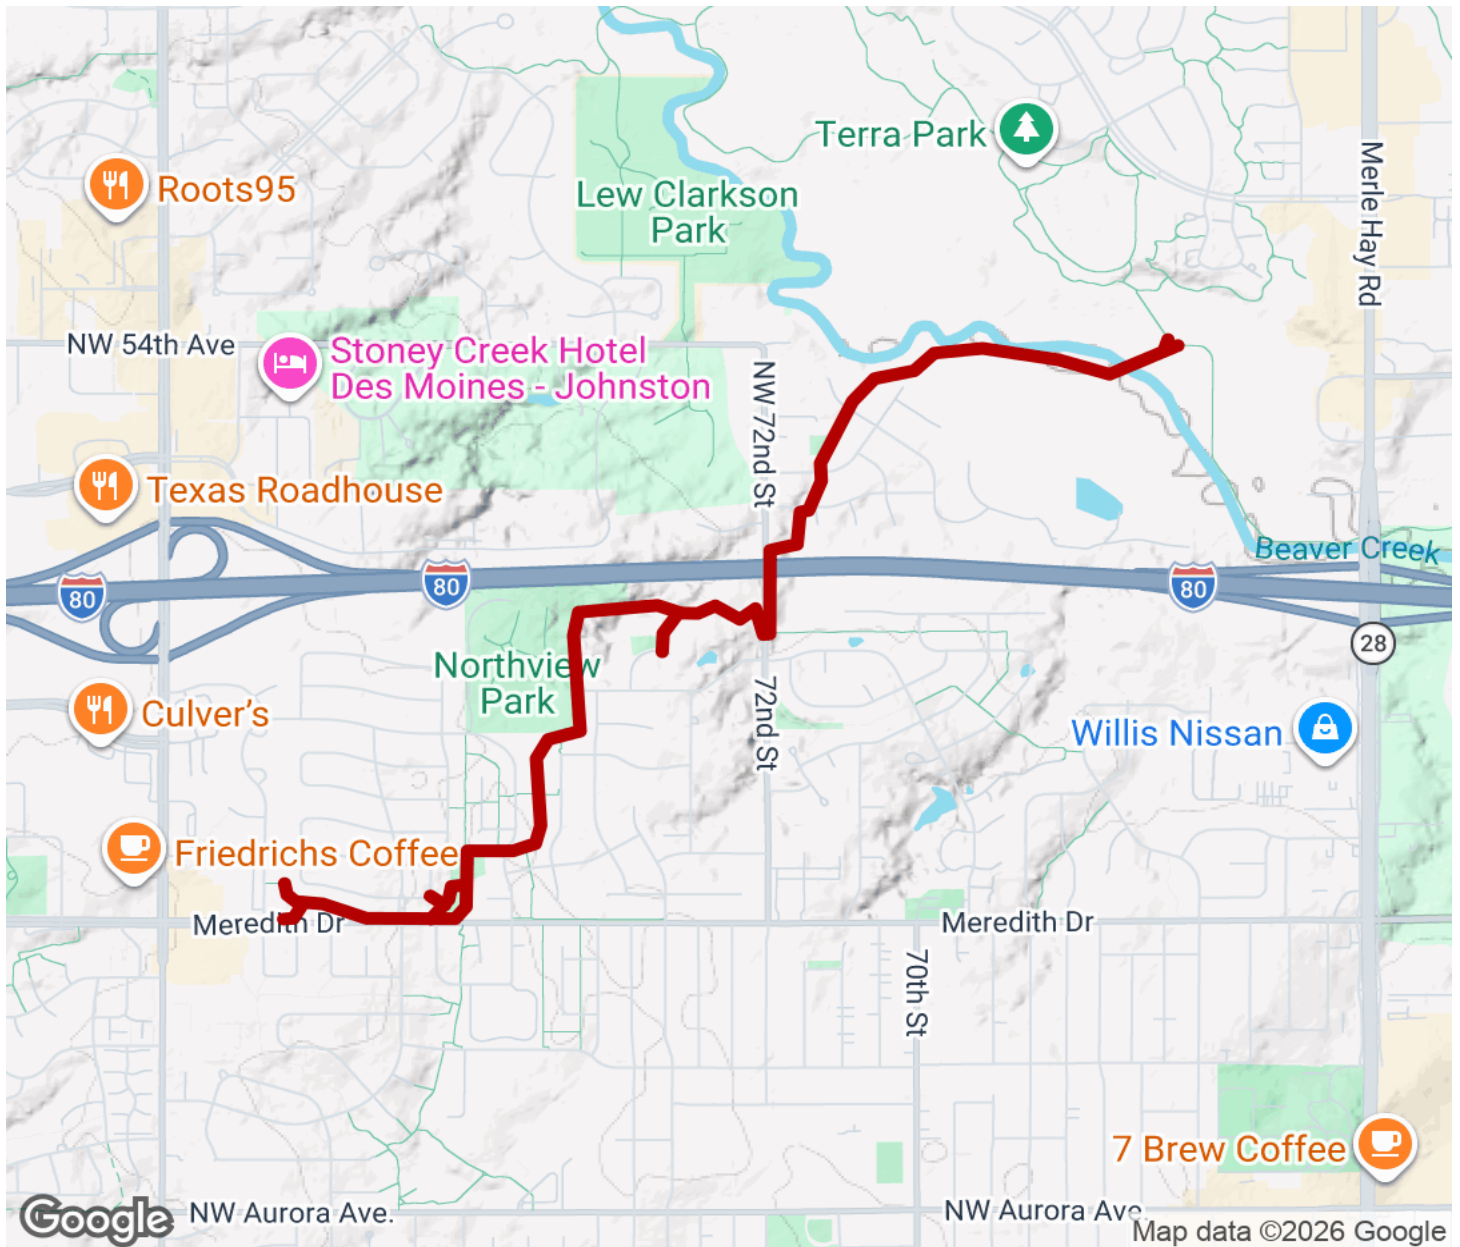 Terra Park
Merle Hay Rd
Roots95
Lew Clarkson
Park
NW 54th Ave
Stoney Creek Hotel
Des Moines - Johnston
NW 72nd St
Texas Roadhouse
Beaver Creek
80
80
80
28
Northview
Park
72nd St
Culver's
Willis Nissan
Friedrichs Coffee
Meredith Dr
Meredith Dr
70th St
7 Brew Coffee
Google
NW Aurora Ave.
NW Aurora Ave.
Map data ©2026 Google